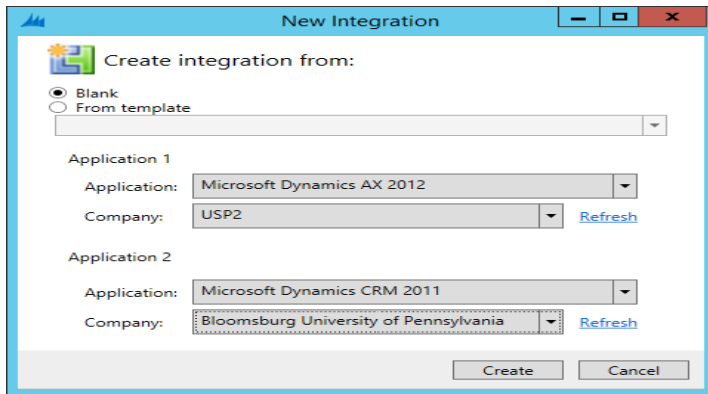 New Integration
Create integration from:
Blank
From template
Application 1
Application: Microsoft Dynamics AX 2012
Company: USP2 Refresh
Application 2
Application: Microsoft Dynamics CRM 2011
Company: Bloomsburg University of Pennsylvania Refresh
Create Cancel